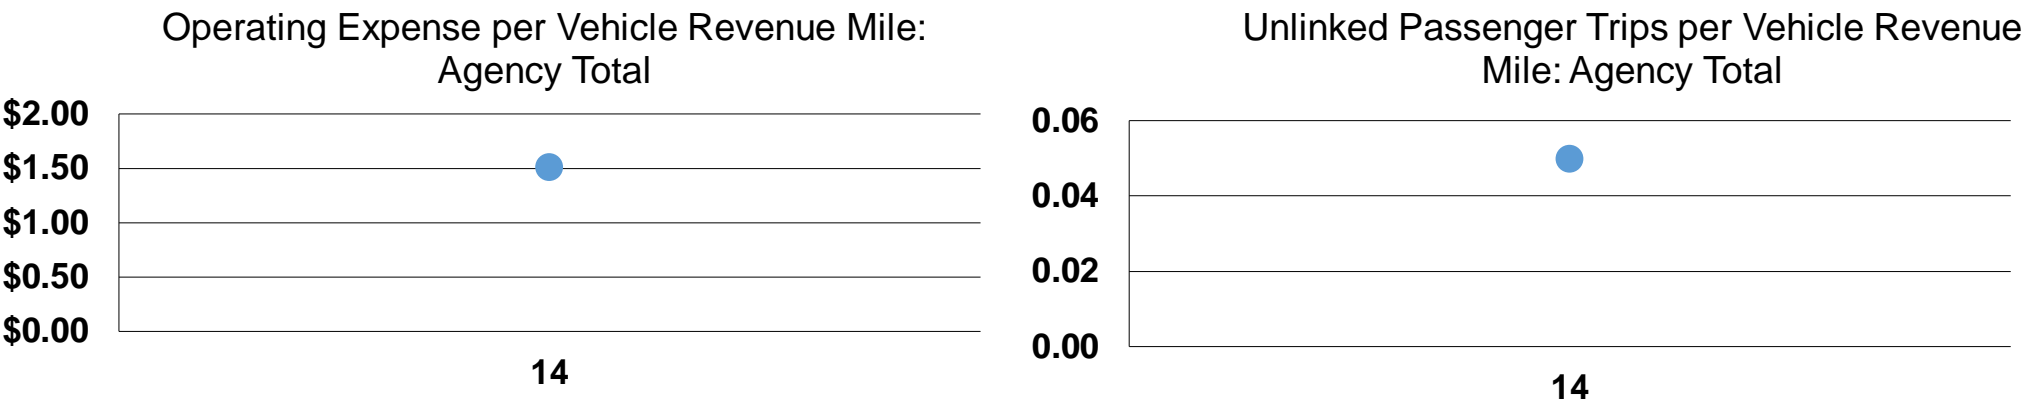 Operating Expense per Vehicle Revenue Mile:
Agency Total
$2.00
$1.50
$1.00
$0.50
$0.00
14
Unlinked Passenger Trips per Vehicle Revenue
Mile: Agency Total
0.06
0.04
0.02
0.00
14